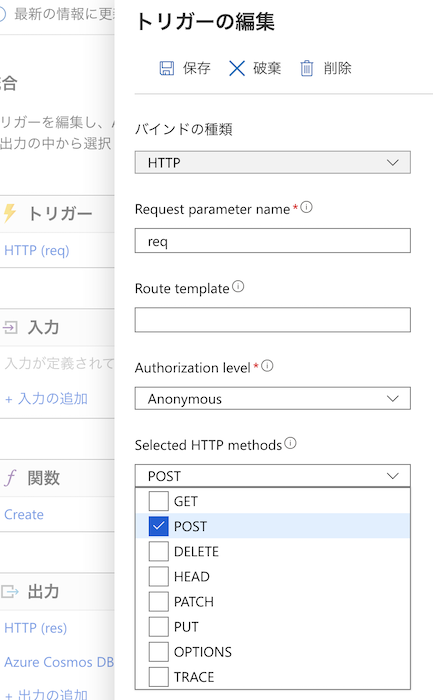 最新の情報に更新
合
リガーを編集し、
出力の中から選択
トリガー
HTTP (req)
入力
入力が定義されて
+ 入力の追加
関数
Create
出力
HTTP (res)
Azure Cosmos DB
+ 出力の追加
トリガーの編集
保存 破棄 削除
バインドの種類
HTTP
Request parameter name *
req
Route template
Authorization level *
Anonymous
Selected HTTP methods
POST
GET
POST
DELETE
HEAD
PATCH
PUT
OPTIONS
TRACE